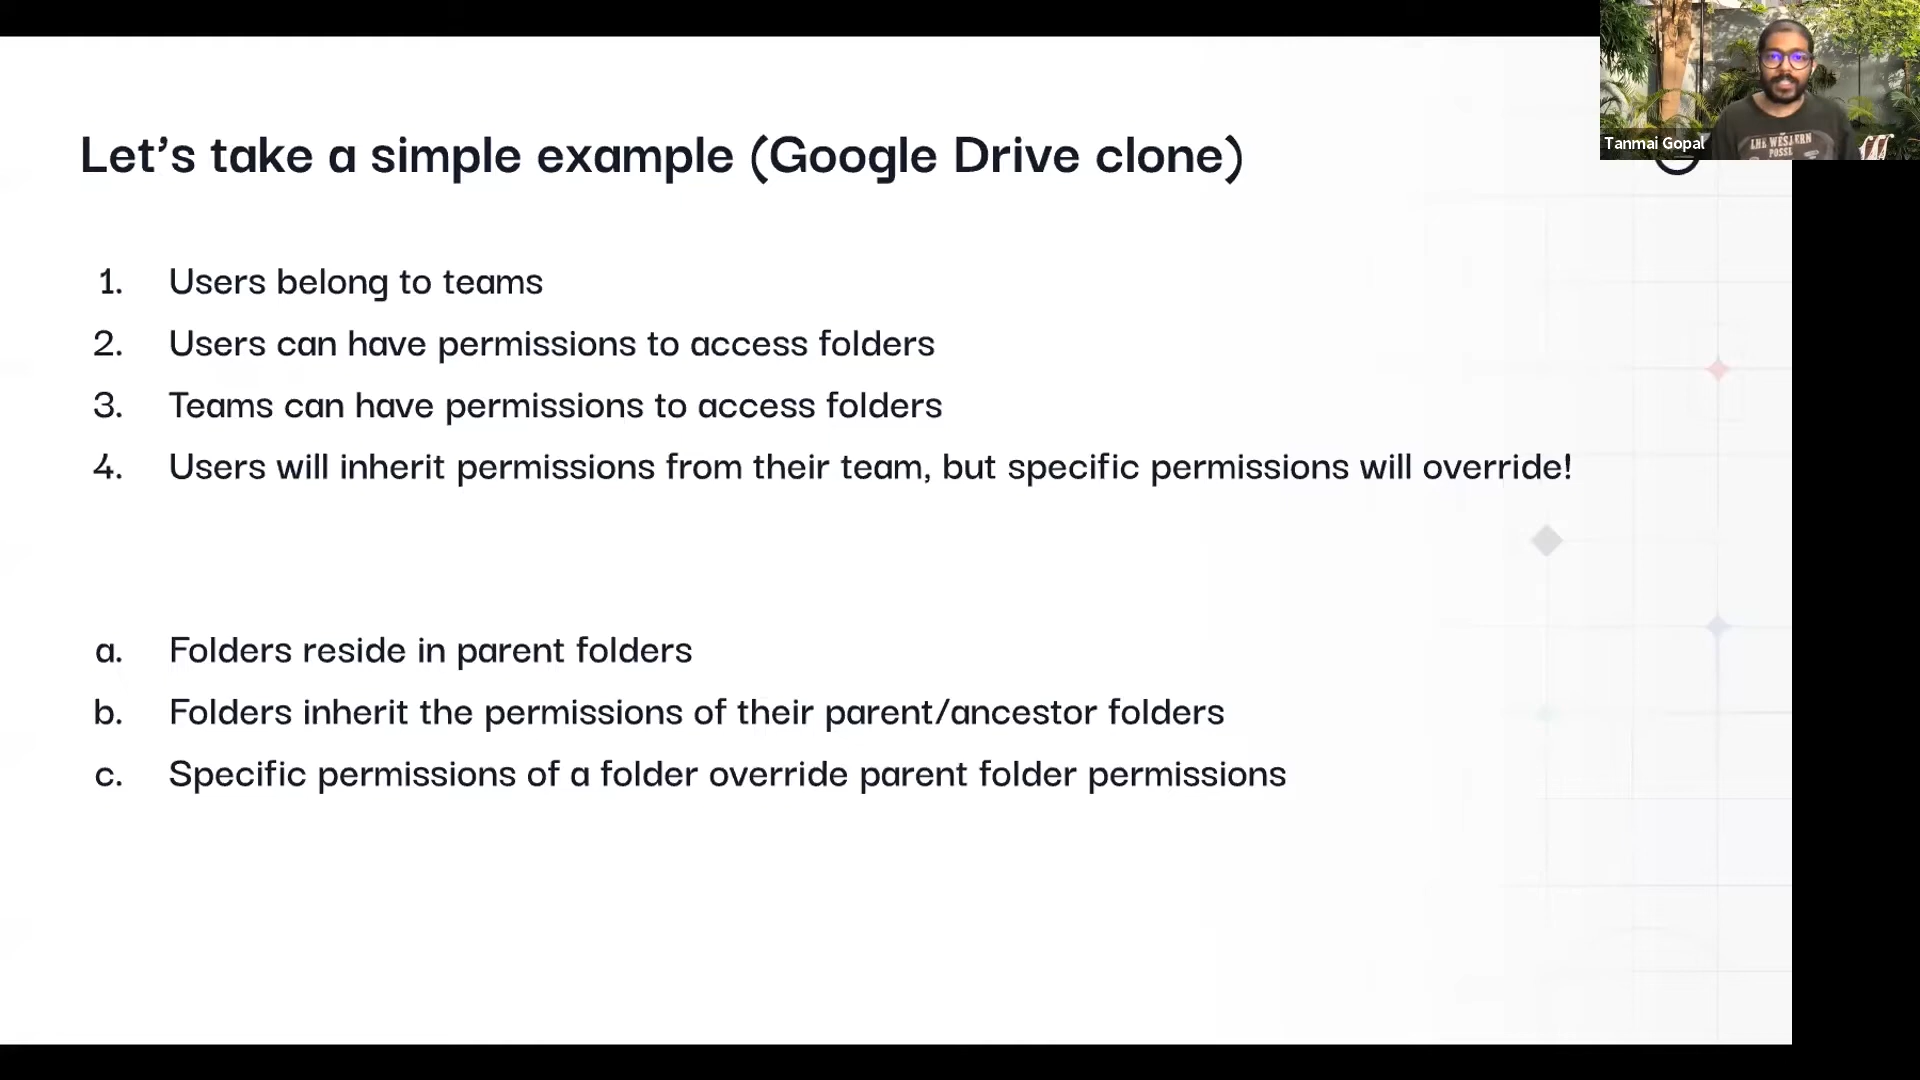 Let's take a simple example (Google Drive clone)
1. Users belong to teams
2. Users can have permissions to access folders
3. Teams can have permissions to access folders
4. Users will inherit permissions from their team, but specific permissions will override!
a. Folders reside in parent folders
b. Folders inherit the permissions of their parent/ancestor folders
c. Specific permissions of a folder override parent folder permissions
Tanmai Gopal
THE WESTERN
POSSE